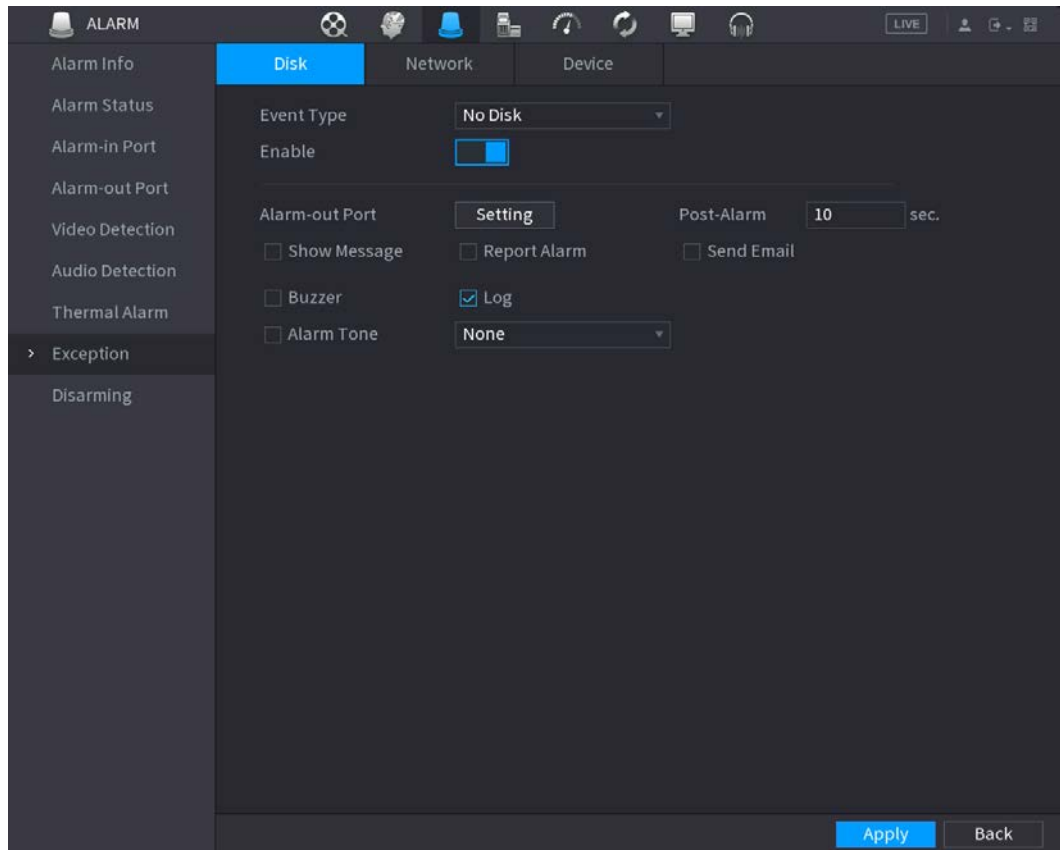 ALARM
LIVE
Alarm Info
Disk Network Device
Alarm Status
Event Type No Disk
Alarm-in Port
Enable
Alarm-out Port
Alarm-out Port Setting Post-Alarm 10 sec.
Video Detection
Show Message Report Alarm Send Email
Audio Detection
Buzzer Log
Thermal Alarm
Alarm Tone None
> Exception
Disarming
Apply Back